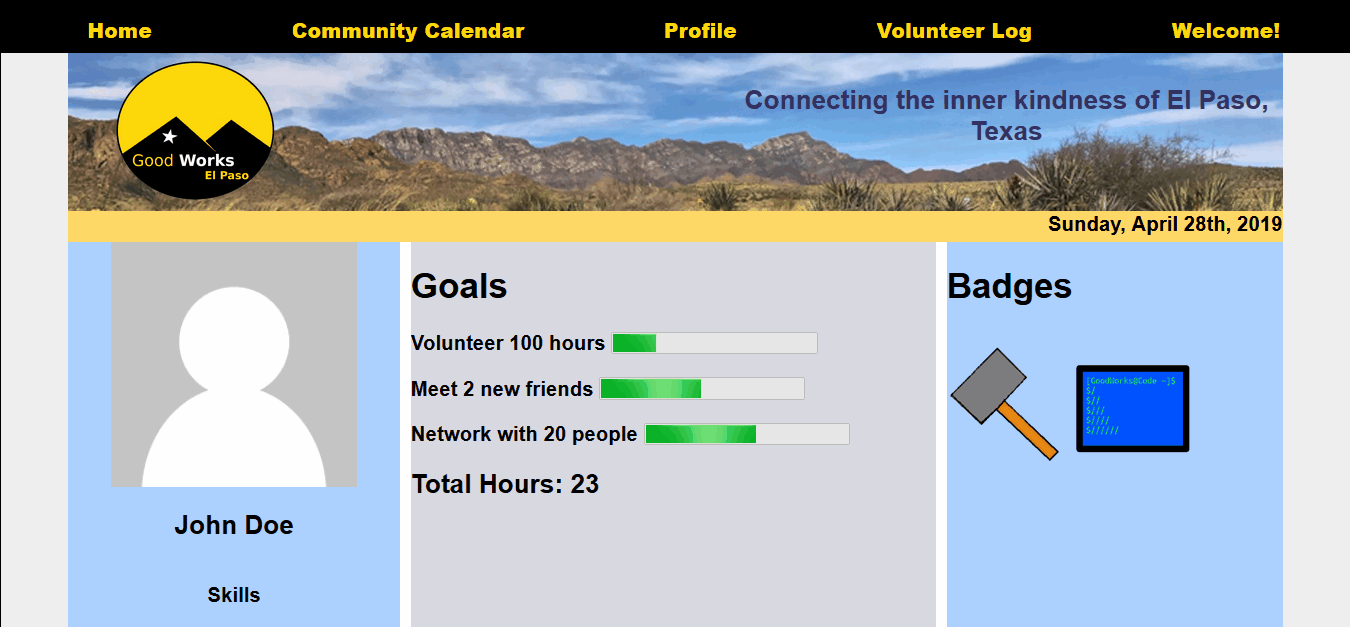 Home Community Calendar Profile Volunteer Log Welcome!
Good Works
El Paso
Connecting the inner kindness of El Paso,
Texas
Sunday, April 28th, 2019
John Doe
Skills
Goals
Volunteer 100 hours
Meet 2 new friends
Network with 20 people
Total Hours: 23
Badges
[GoodWorks@Code ~]$
$/
$//
$///
$////
$//////